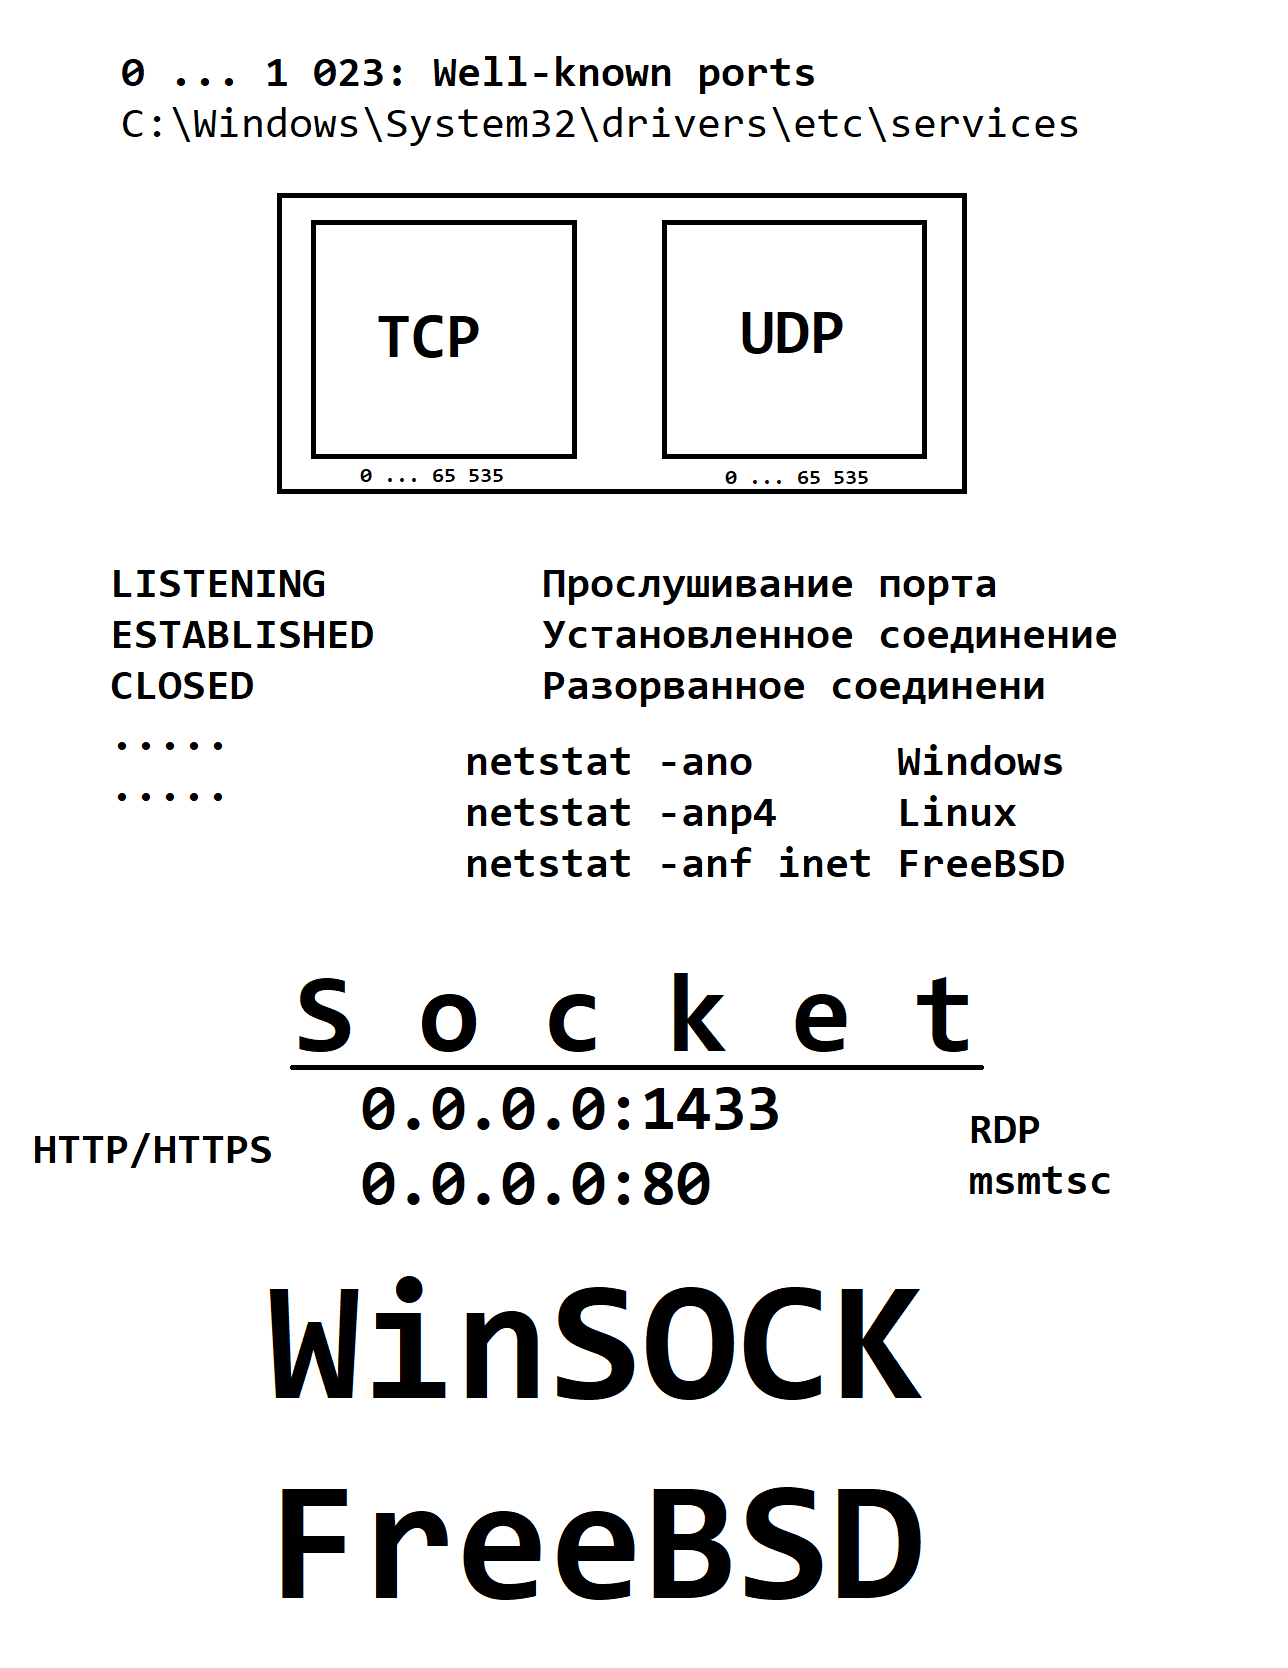 0 ... 1 023: Well-known ports
C:\Windows\System32\drivers\etc\services
TCP
UDP
0 ... 65 535
0 ... 65 535
LISTENING Прослушивание порта
ESTABLISHED Установленное соединение
CLOSED Разорванное соединени
.....
.....
netstat -ano Windows
netstat -anp4 Linux
netstat -anf inet FreeBSD
S o c k e t
0.0.0.0:1433
0.0.0.0:80
HTTP/HTTPS
RDP
msmtsc
WinSOCK
FreeBSD